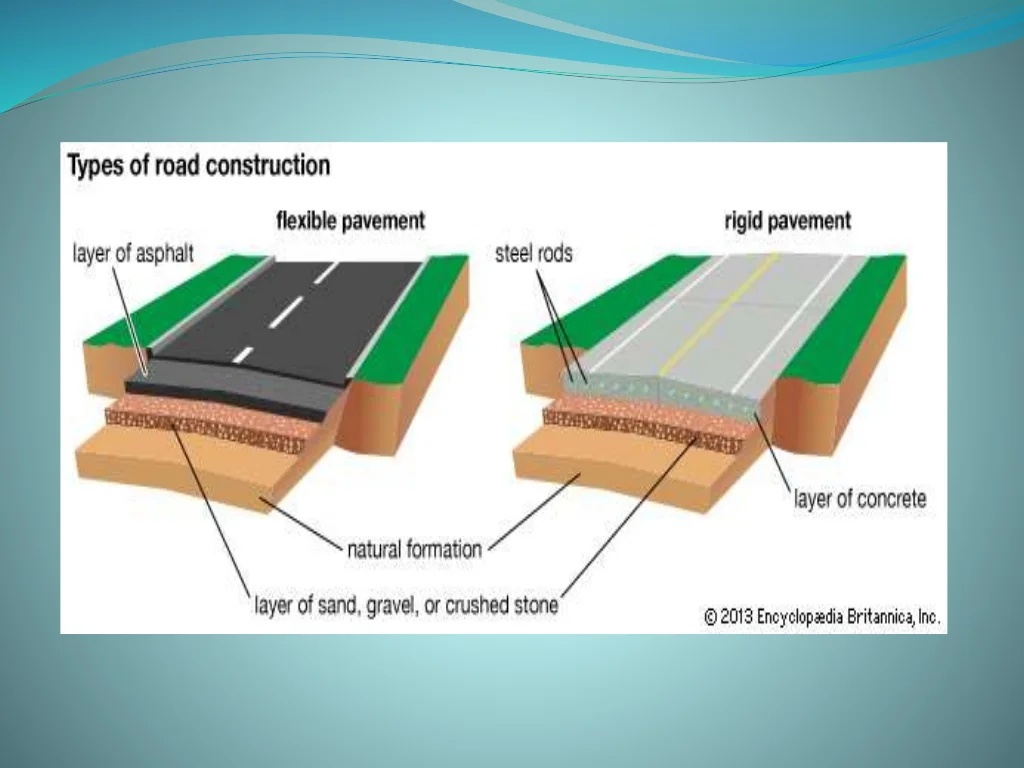 Types of road construction
flexible pavement
rigid pavement
layer of asphalt
steel rods
layer of concrete
natural formation
layer of sand, gravel, or crushed stone
© 2013 Encyclopædia Britannica, Inc.